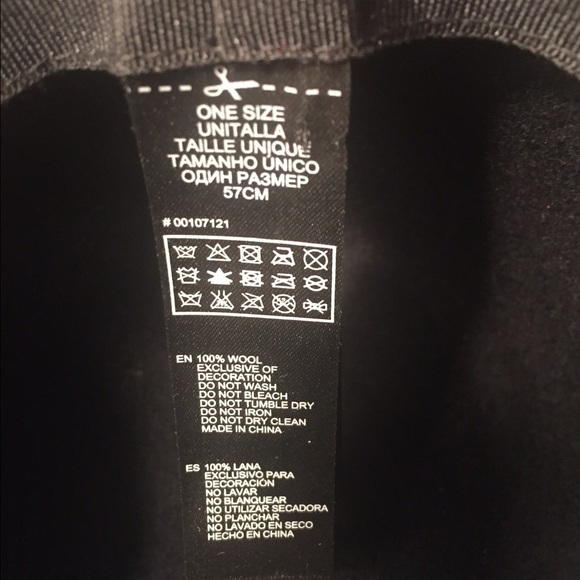 ONE SIZE
UNITALLA
TAILLE UNIQUE
TAMANHO ÚNICO
ОДИН РАЗМЕР
57CM
# 00107121
EN 100% WOOL
EXCLUSIVE OF
DECORATION
DO NOT WASH
DO NOT BLEACH
DO NOT TUMBLE DRY
DO NOT IRON
DO NOT DRY CLEAN
MADE IN CHINA
ES 100% LANA
EXCLUSIVO PARA
DECORACIÓN
NO LAVAR
NO BLANQUEAR
NO UTILIZAR SECADORA
NO PLANCHAR
NO LAVADO EN SECO
HECHO EN CHINA